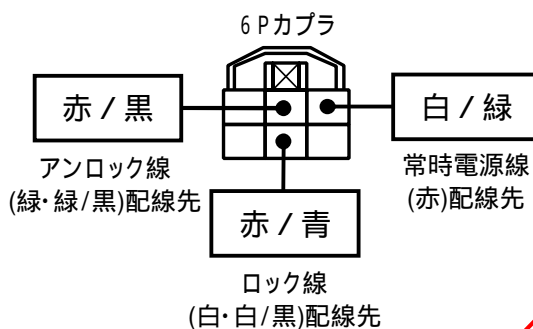 6Pカプラ
赤/黒
白/緑
アンロック線
(緑・緑/黒)配線先
常時電源線
(赤)配線先
赤/青
ロック線
(白・白/黒)配線先